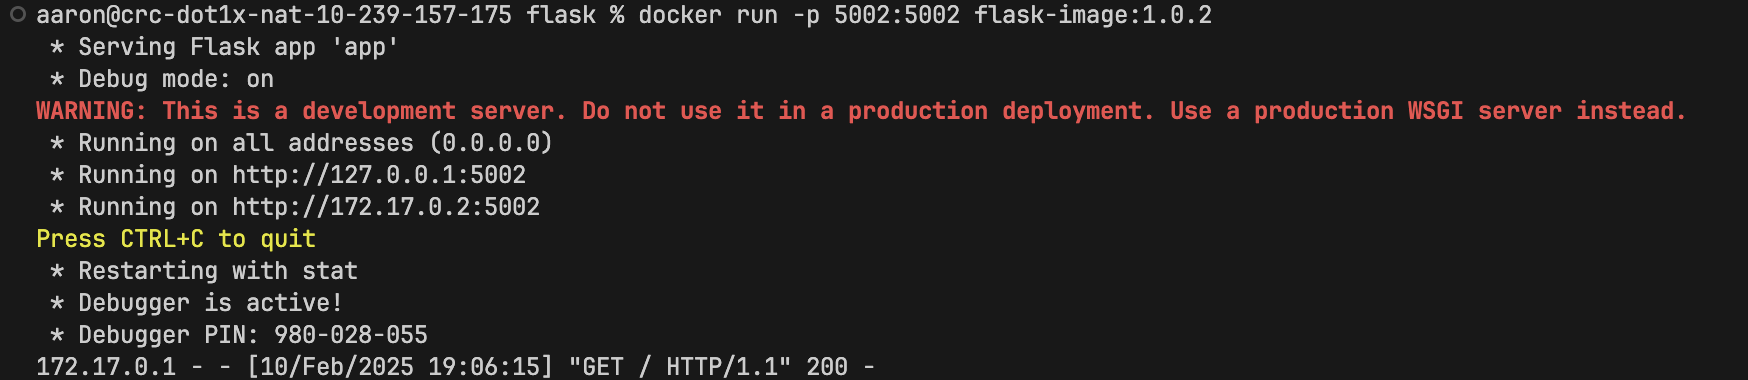 aaron@crc-dot1x-nat-10-239-157-175 flask % docker run -p 5002:5002 flask-image:1.0.2
* Serving Flask app 'app'
* Debug mode: on
WARNING: This is a development server. Do not use it in a production deployment. Use a production WSGI server instead.
* Running on all addresses (0.0.0.0)
* Running on http://127.0.0.1:5002
* Running on http://172.17.0.2:5002
Press CTRL+C to quit
* Restarting with stat
* Debugger is active!
* Debugger PIN: 980-028-055
172.17.0.1 - - [10/Feb/2025 19:06:15] "GET / HTTP/1.1" 200 -